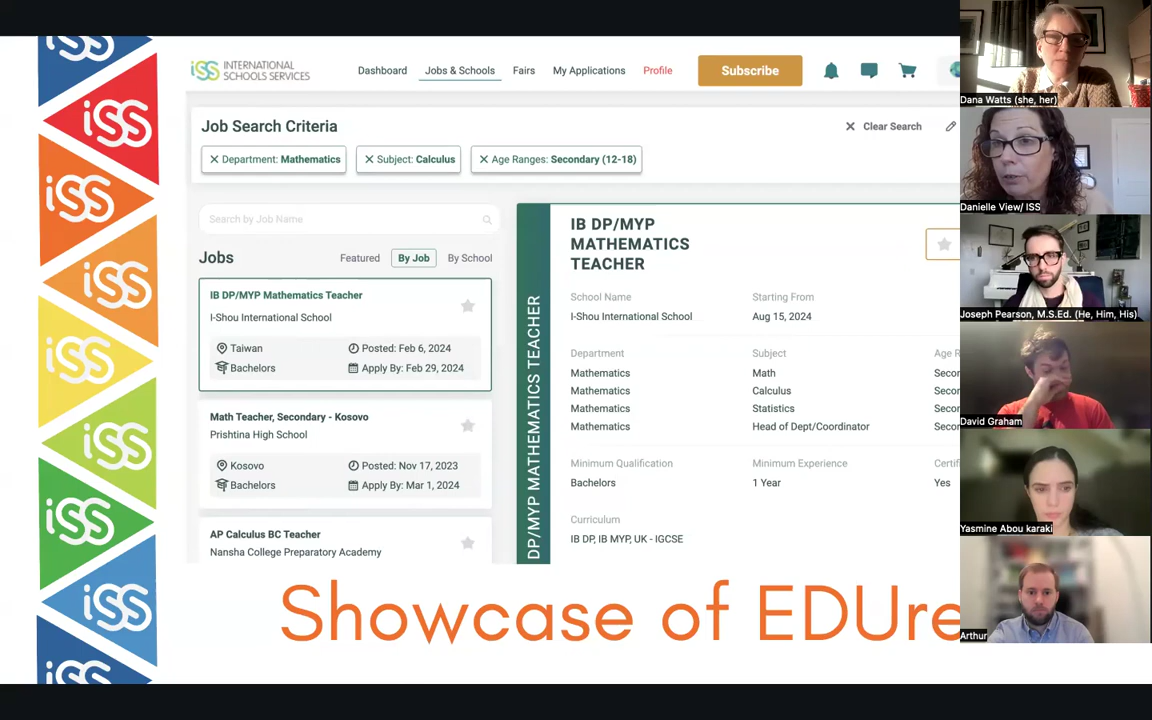 iSS
iSS
iSS
iSS
iSS
iSS
iSS
iSS
iSS
iSS INTERNATIONAL
SCHOOLS SERVICES
Dashboard
Jobs & Schools
Fairs
My Applications
Profile
Subscribe
Job Search Criteria
Clear Search
Department: Mathematics
Subject: Calculus
Age Ranges: Secondary (12-18)
Search by Job Name
Jobs
Featured
By Job
By School
IB DP/MYP Mathematics Teacher
I-Shou International School
Taiwan
Posted: Feb 6, 2024
Bachelors
Apply By: Feb 29, 2024
Math Teacher, Secondary - Kosovo
Prishtina High School
Kosovo
Posted: Nov 17, 2023
Bachelors
Apply By: Mar 1, 2024
AP Calculus BC Teacher
Nansha College Preparatory Academy
DP/MYP MATHEMATICS TEACHER
IB DP/MYP
MATHEMATICS
TEACHER
School Name
Starting From
I-Shou International School
Aug 15, 2024
Department
Subject
Age R
Mathematics
Math
Secor
Mathematics
Calculus
Secor
Mathematics
Statistics
Secor
Mathematics
Head of Dept/Coordinator
Secor
Minimum Qualification
Minimum Experience
Certif
Bachelors
1 Year
Yes
Curriculum
IB DP, IB MYP, UK - IGCSE
Showcase of EDUre
Dana Watts (she, her)
Danielle View/ ISS
Joseph Pearson, M.S.Ed. (He, Him, His)
David Graham
Yasmine Abou karaki
Arthur